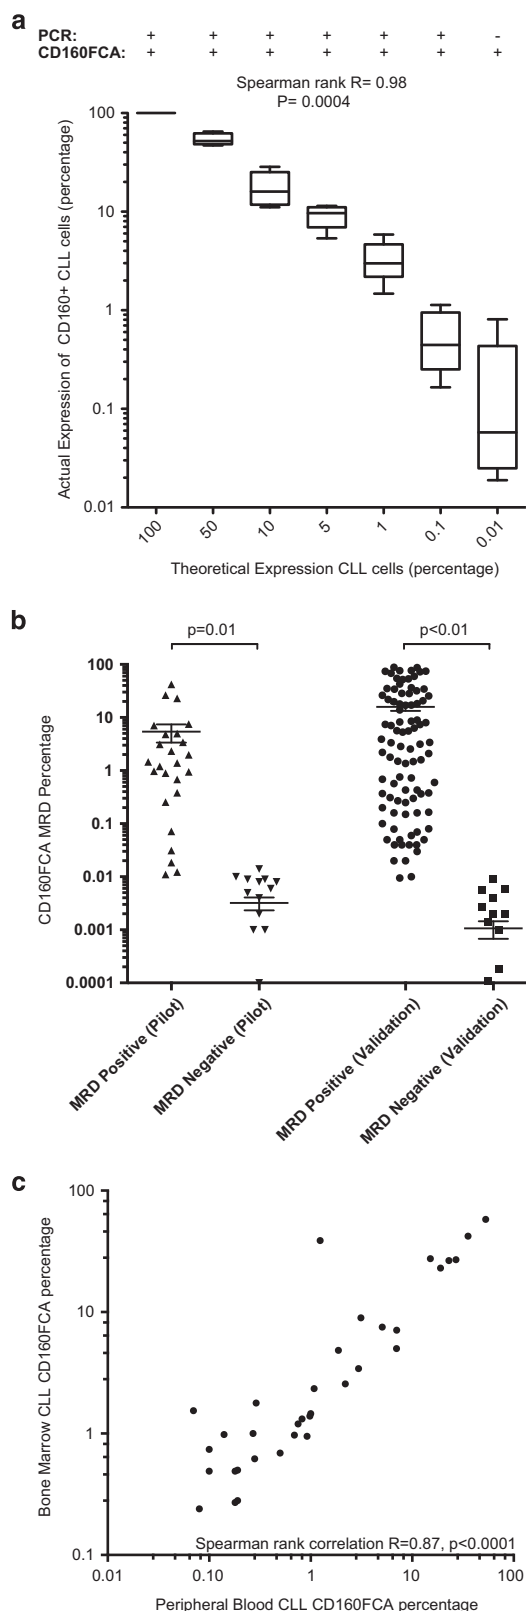 a
PCR: + + + + + + -
CD160FCA: + + + + + + +
Spearman rank R= 0.98
P= 0.0004
Actual Expression of CD160+ CLL cells (percentage)
100
10
1
0.1
0.01
100 50 10 5 1 0.1 0.01
Theoretical Expression CLL cells (percentage)
b
p=0.01 p<0.01
CD160FCA MRD Percentage
100
10
1
0.1
0.01
0.001
0.0001
MRD Positive (Pilot)
MRD Negative (Pilot)
MRD Positive (Validation)
MRD Negative (Validation)
c
Bone Marrow CLL CD160FCA percentage
100
10
1
0.1
Spearman rank correlation R=0.87, p<0.0001
0.01 0.10 1 10 100
Peripheral Blood CLL CD160FCA percentage